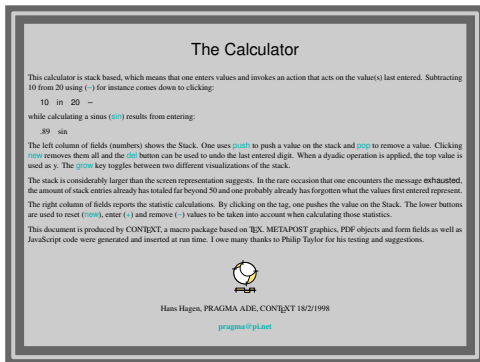 The Calculator
This calculator is stack based, which means that one enters values and invokes an action that acts on the value(s) last entered. Subtracting
10 from 20 using (−) for instance comes down to clicking:
10 in 20 −
while calculating a sinus (sin) results from entering:
.89 sin
The left column of fields (numbers) shows the Stack. One uses push to push a value on the stack and pop to remove a value. Clicking
new removes them all and the del button can be used to undo the last entered digit. When a dyadic operation is applied, the top value is
used as y. The grow key toggles between two different visualizations of the stack.
The stack is considerably larger than the screen representation suggests. In the rare occasion that one encounters the message exhausted,
the amount of stack entries already has totaled far beyond 50 and one probably already has forgotten what the values first entered represent.
The right column of fields reports the statistic calculations. By clicking on the tag, one pushes the value on the Stack. The lower buttons
are used to reset (new), enter (+) and remove (−) values to be taken into account when calculating those statistics.
This document is produced by CONTEXT, a macro package based on TEX. METAPOST graphics, PDF objects and form fields as well as
JavaScript code were generated and inserted at run time. I owe many thanks to Philip Taylor for his testing and suggestions.
Hans Hagen, PRAGMA ADE, CONTEXT 18/2/1998
pragma@pi.net